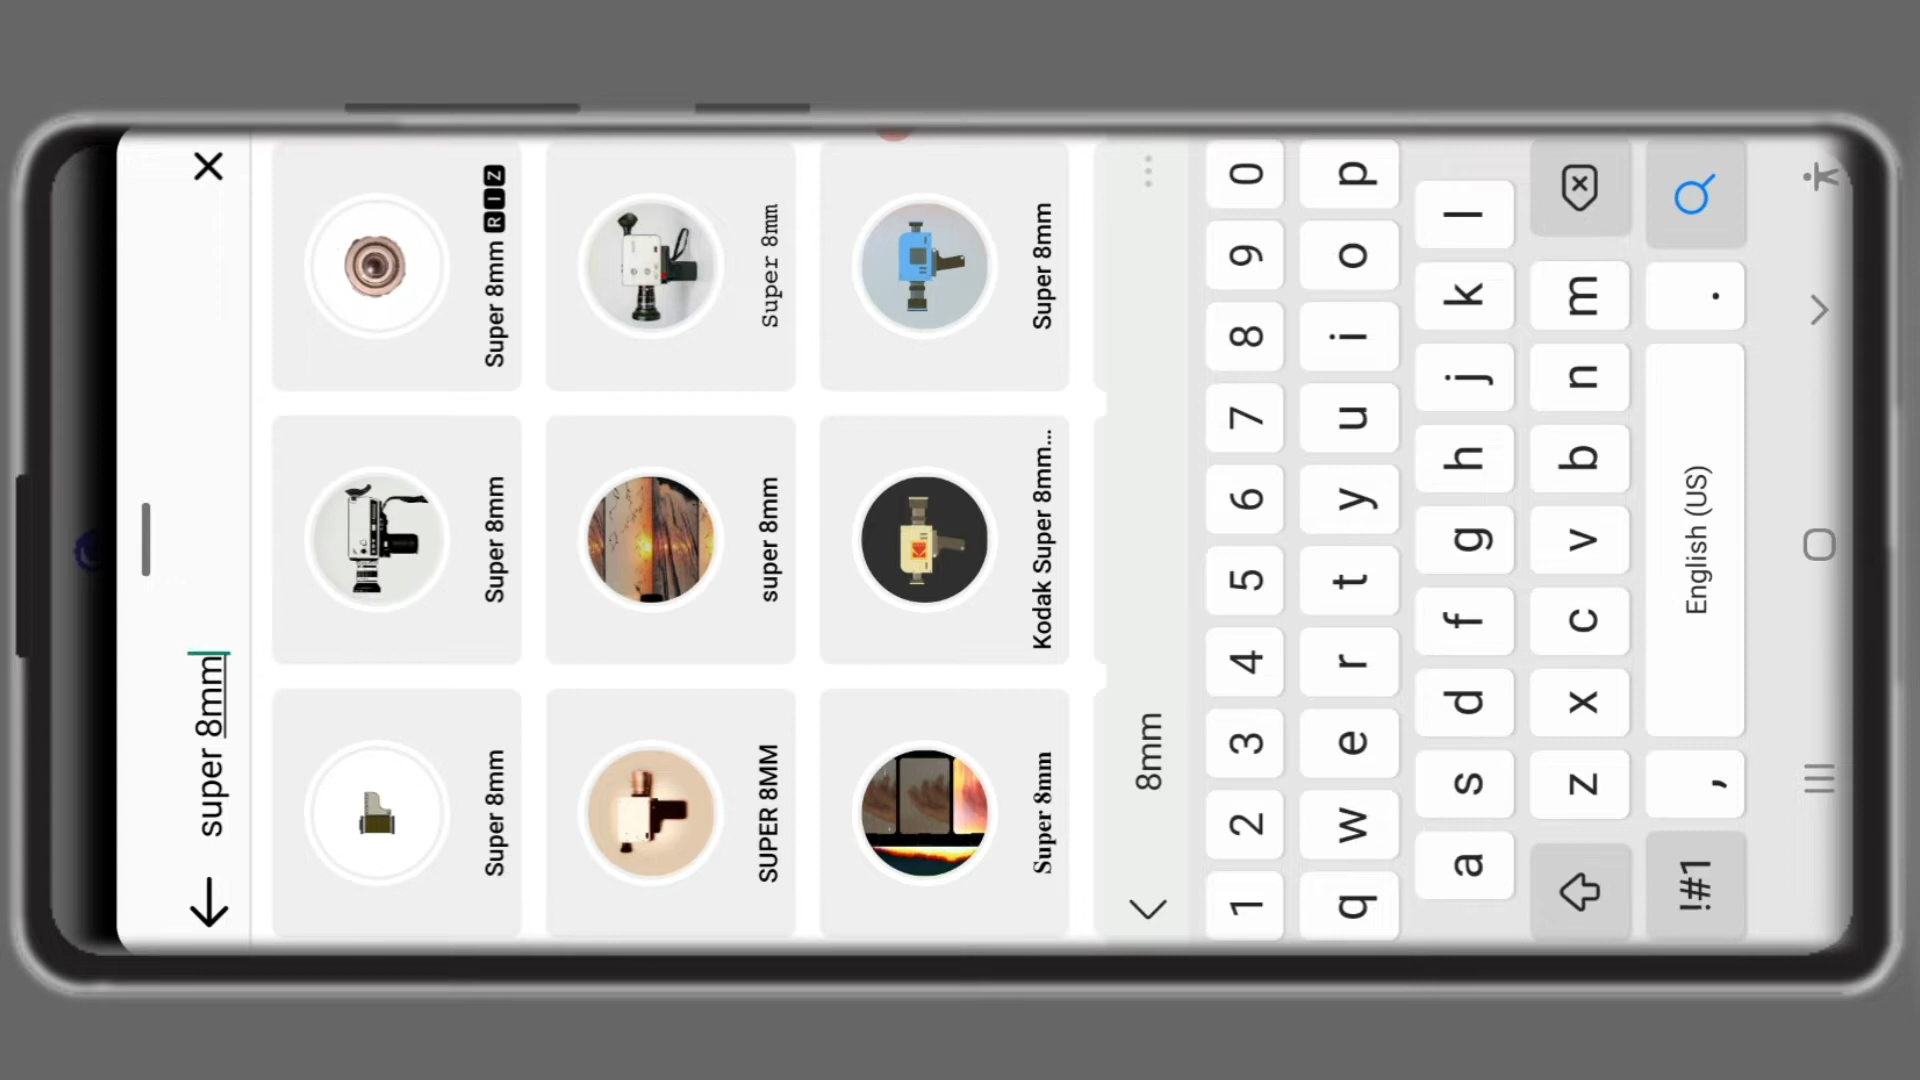 super 8mm
Super 8mm
Super 8mm
Super 8mm RIZ
SUPER 8MM
super 8mm
Super 8mm
Super 8mm
Kodak Super 8mm...
Super 8mm
8mm
1 2 3 4 5 6 7 8 9 0
q w e r t y u i o p
a s d f g h j k l
z x c v b n m
!#1 , English (US) .